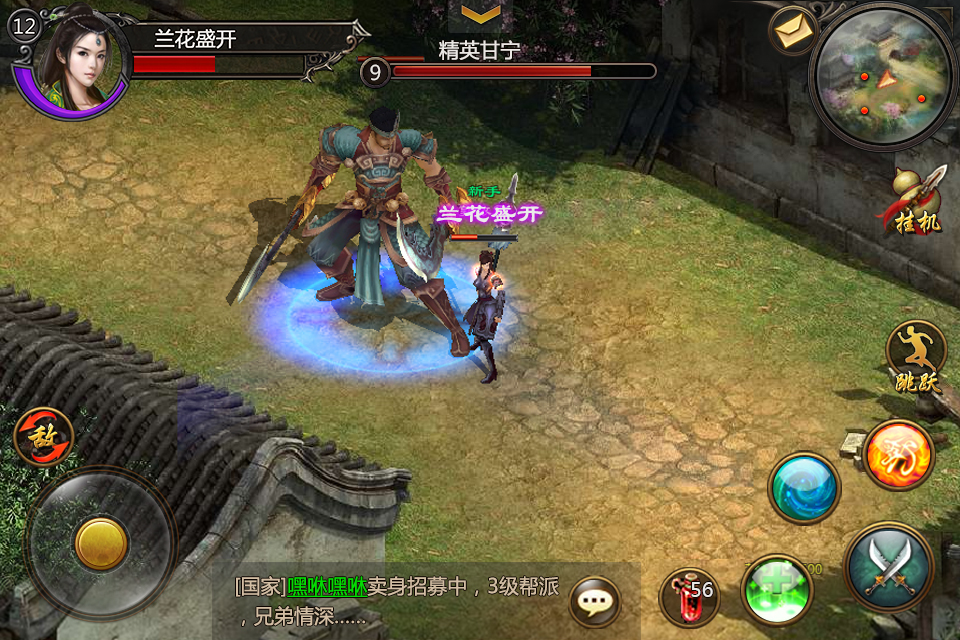 12
兰花盛开
精英甘宁
9
新手
兰花盛开
挂机
跳跃
敌
[国家]嘿咻嘿咻卖身招募中，3级帮派
，兄弟情深......
56